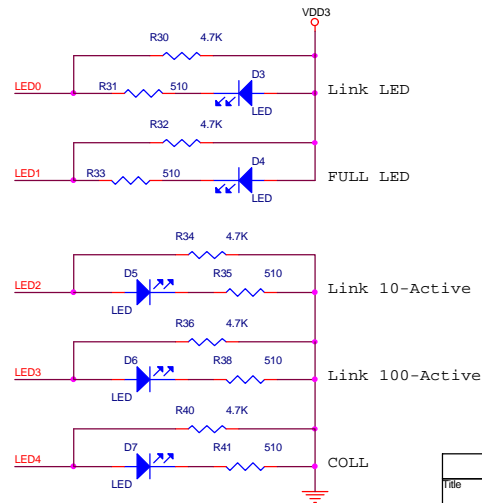 VDD3
R30 4.7K
LED0 R31 510 D3 LED Link LED
R32 4.7K
LED1 R33 510 D4 LED FULL LED
R34 4.7K
LED2 D5 LED R35 510 Link 10-Active
R36 4.7K
LED3 D6 LED R38 510 Link 100-Active
R40 4.7K
LED4 D7 LED R41 510 COLL
Title